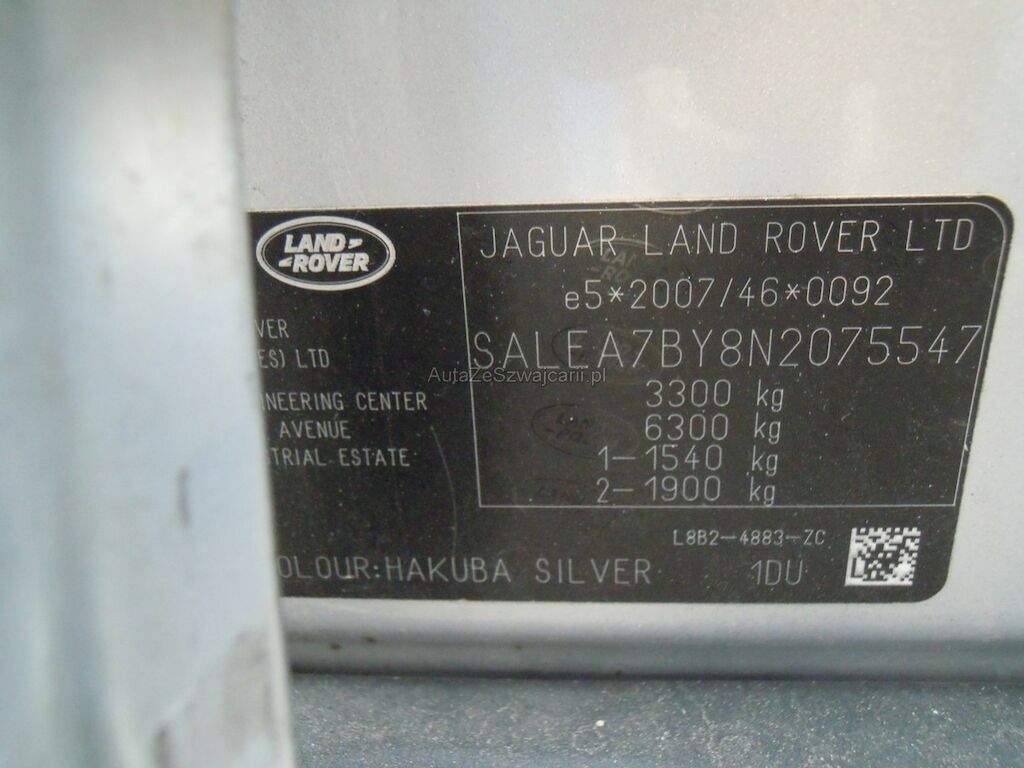 LAND-
-ROVER
JAGUAR LAND ROVER LTD
e5*2007/46*0092
VER
SALEA7BY8N2075547
ES) LTD
AutaZeSzwajcarii.pl
3300 kg
INEERING CENTER
6300 kg
AVENUE
1-1540 kg
TRIAL ESTATE
2-1900 kg
L8B2-4883-ZC
OLOUR:HAKUBA SILVER 1DU